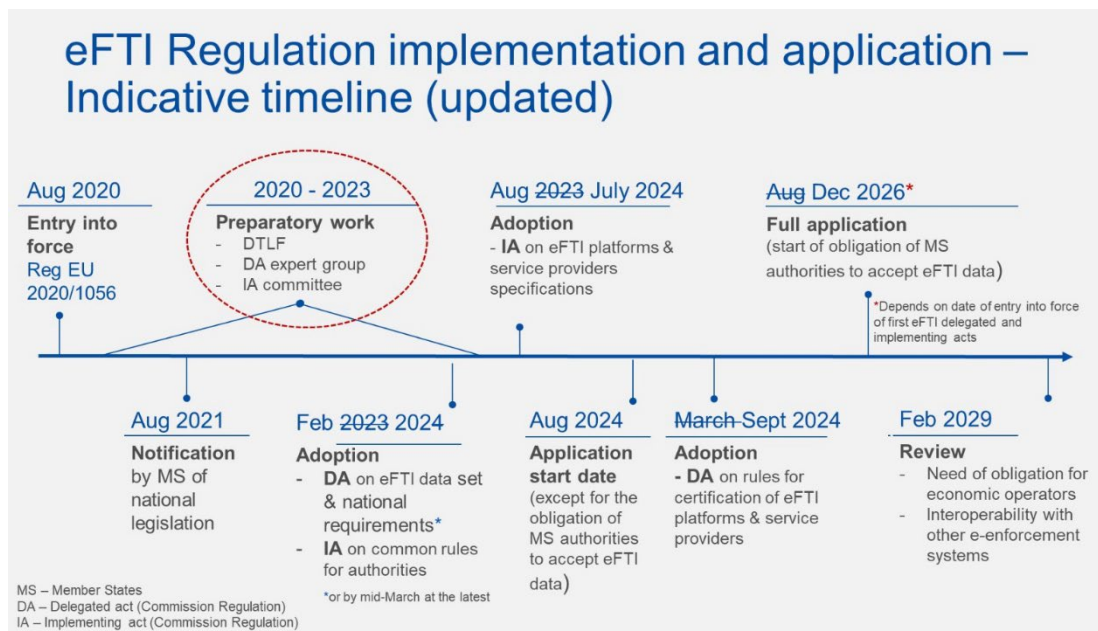 eFTI Regulation implementation and application –
Indicative timeline (updated)
Aug 2020
Entry into
force
Reg EU
2020/1056
2020 - 2023
Preparatory work
- DTLF
- DA expert group
- IA committee
Aug 2023 July 2024
Adoption
- IA on eFTI platforms &
service providers
specifications
Aug Dec 2026*
Full application
(start of obligation of MS
authorities to accept eFTI data)
*Depends on date of entry into force
of first eFTI delegated and
implementing acts
Aug 2021
Notification
by MS of
national
legislation
Feb 2023 2024
Adoption
- DA on eFTI data set
& national
requirements*
- IA on common rules
for authorities
*or by mid-March at the latest
Aug 2024
Application
start date
(except for the
obligation of
MS authorities
to accept eFTI
data)
March Sept 2024
Adoption
- DA on rules for
certification of eFTI
platforms & service
providers
Feb 2029
Review
- Need of obligation for
economic operators
- Interoperability with
other e-enforcement
systems
MS – Member States
DA – Delegated act (Commission Regulation)
IA – Implementing act (Commission Regulation)